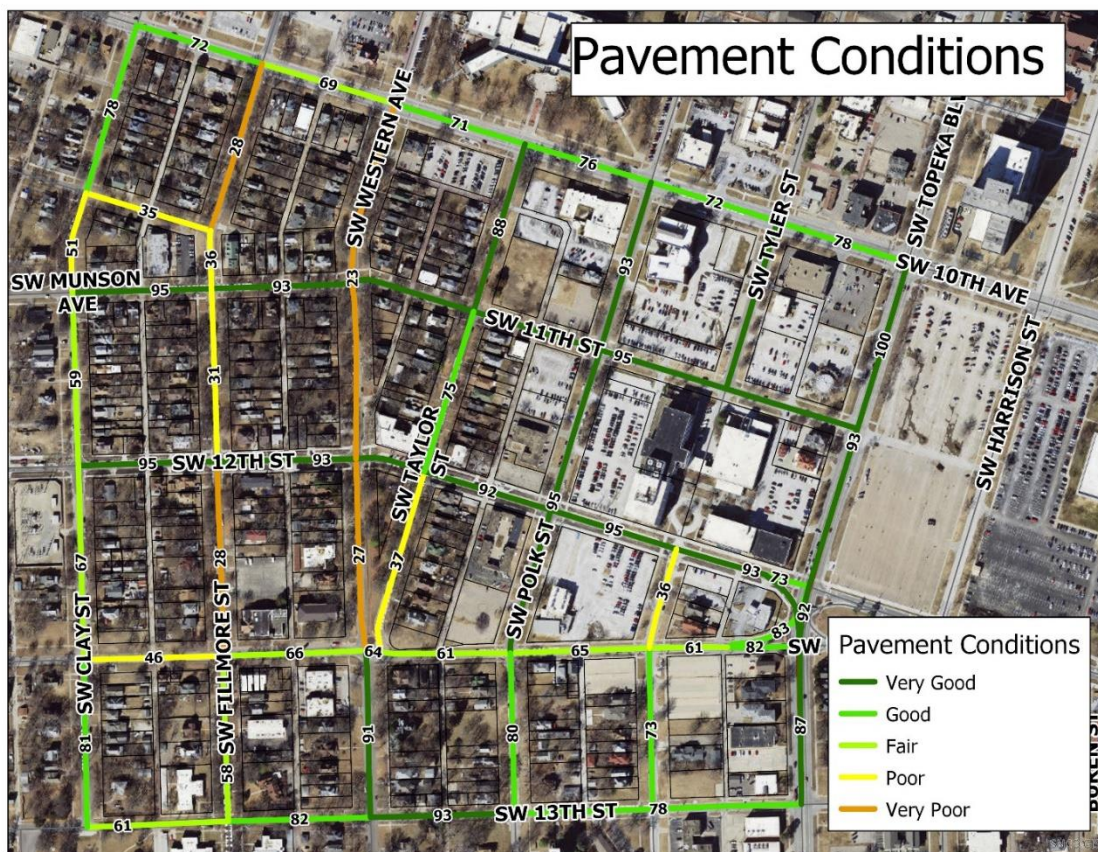 Pavement Conditions
72
69
78
28
71
76
72
78
SW WESTERN AVE
SW TYLER ST
SW TOPEKA BLV
SW 10TH AVE
35
51
36
88
93
SW MUNSON
AVE
95
93
23
SW 11TH ST
95
100
SW HARRISON ST
59
31
75
93
95
SW 12TH ST
93
SW TAYLOR
ST
92
95
95
67
28
27
37
SW POLK ST
36
93
73
92
83
SW CLAY ST
SW FILLMORE ST
46
66
64
61
65
61
82
SW
81
58
91
80
73
87
61
82
93
SW 13TH ST
78
BUREN ST
Pavement Conditions
Very Good
Good
Fair
Poor
Very Poor